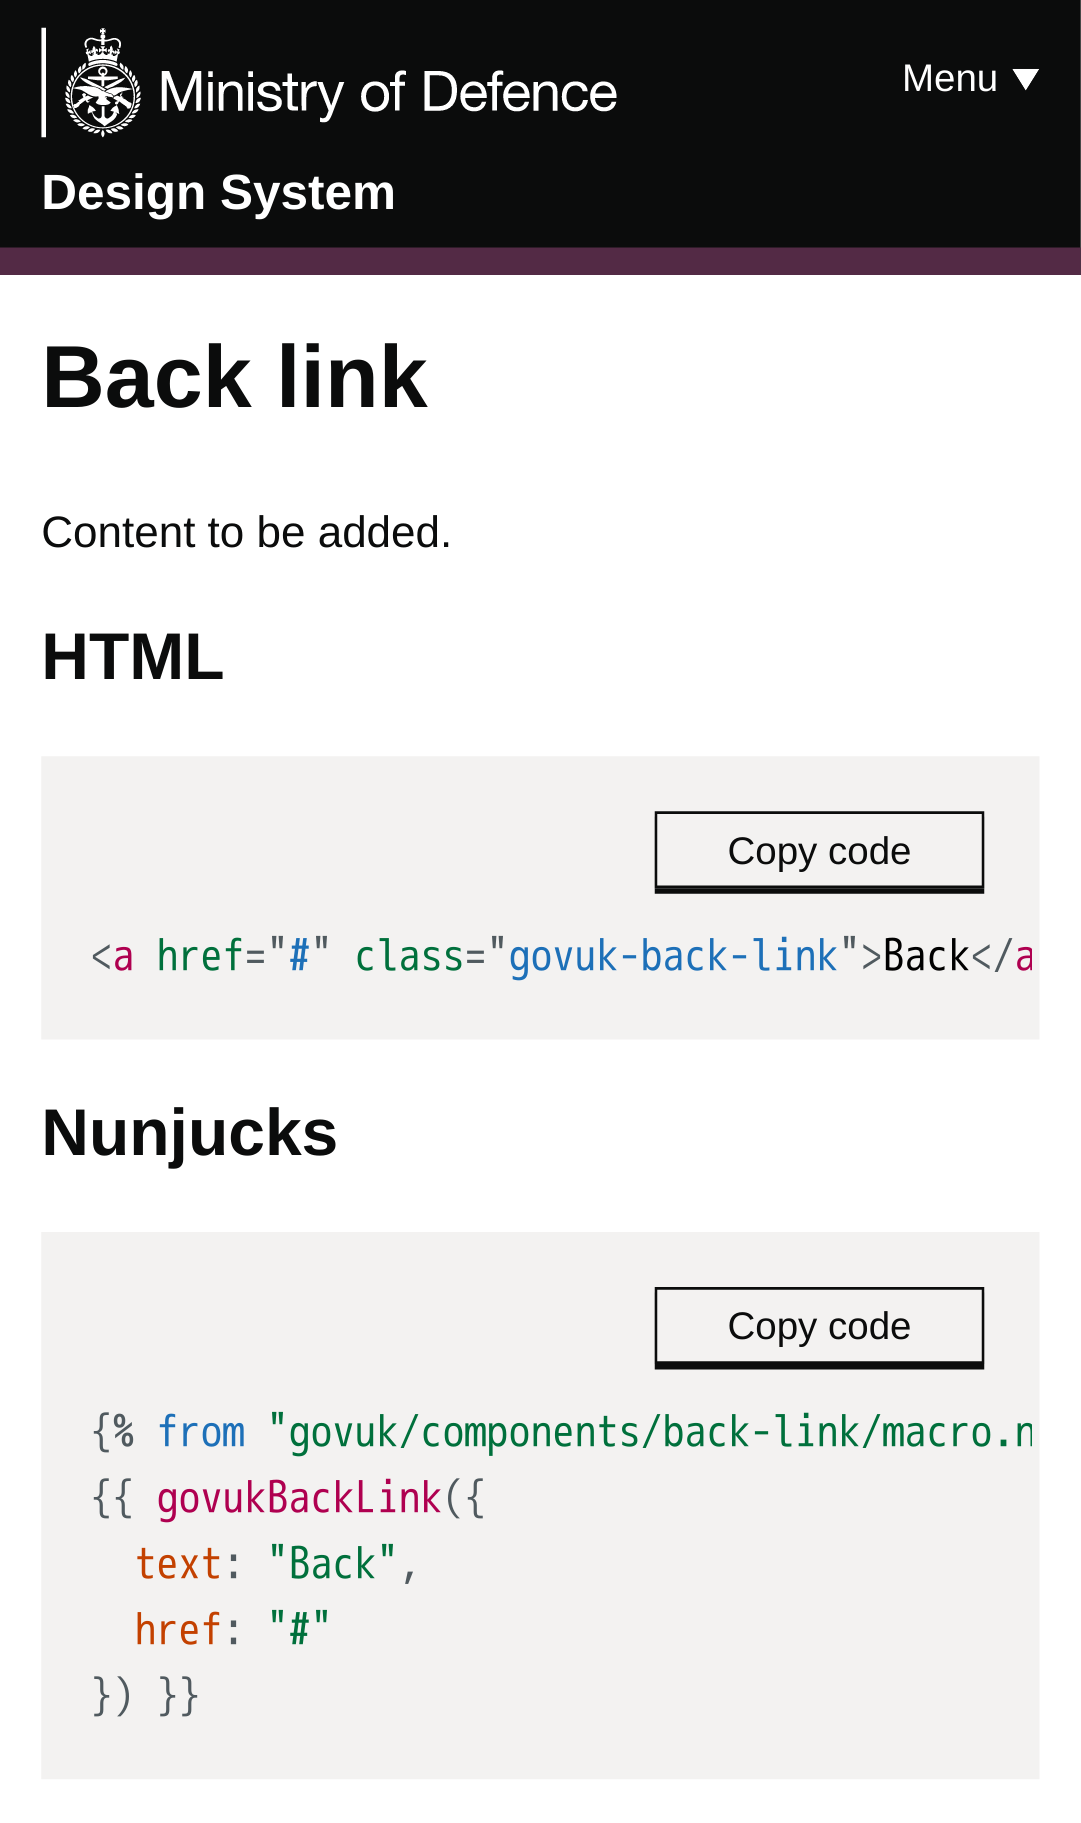 Ministry of Defence
Menu ▼
Design System
Back link
Content to be added.
HTML
Copy code
<a href="#" class="govuk-back-link">Back</a
Nunjucks
Copy code
{% from "govuk/components/back-link/macro.n
{{ govukBackLink({
  text: "Back",
  href: "#"
}) }}